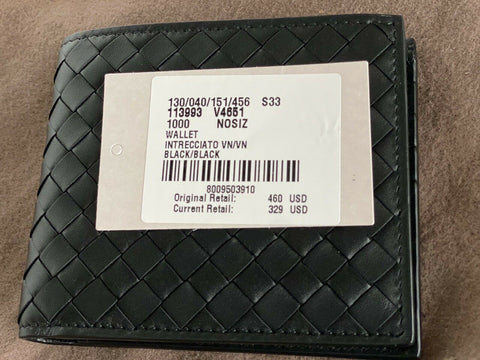 130/040/151/456 S33
113993 V4651
1000 NOSIZ
WALLET
INTRECCIATO VN/VN
BLACK/BLACK
8009503910
Original Retail: 460 USD
Current Retail: 329 USD